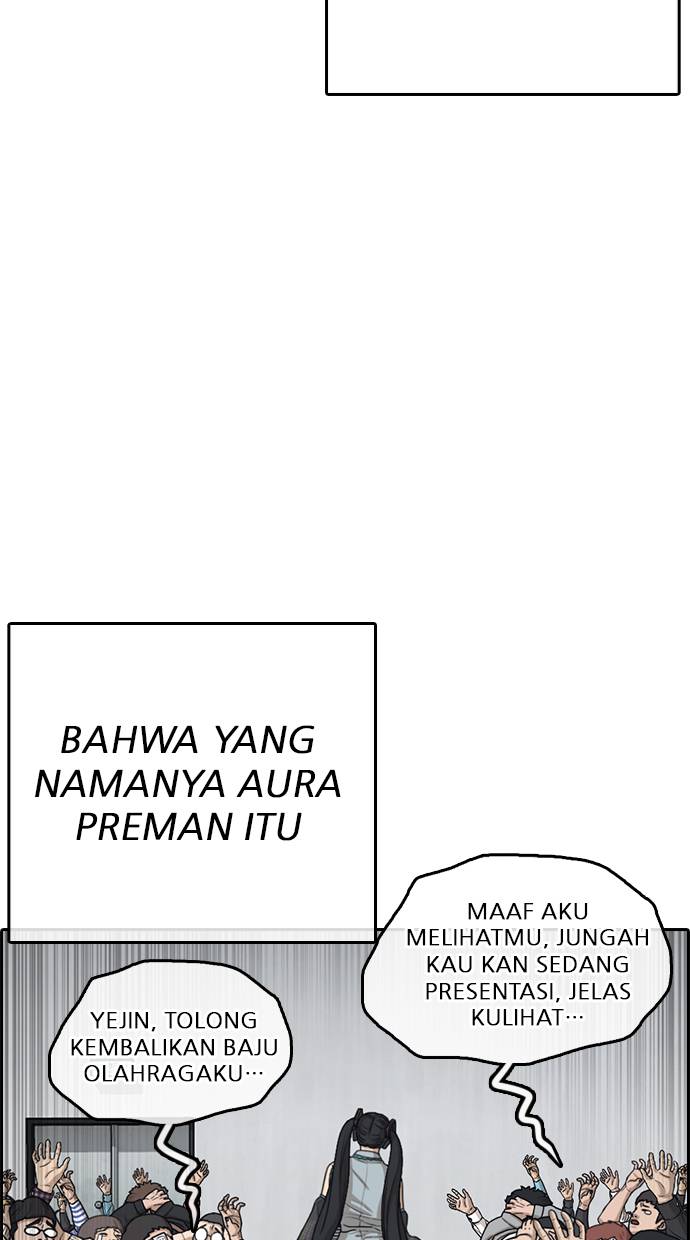 BAHWA YANG
NAMANYA AURA
PREMAN ITU
MAAF AKU
MELIHATMU, JUNGAH
KAU KAN SEDANG
PRESENTASI, JELAS
KULIHAT…
YEJIN, TOLONG
KEMBALIKAN BAJU
OLAHRAGAKU…